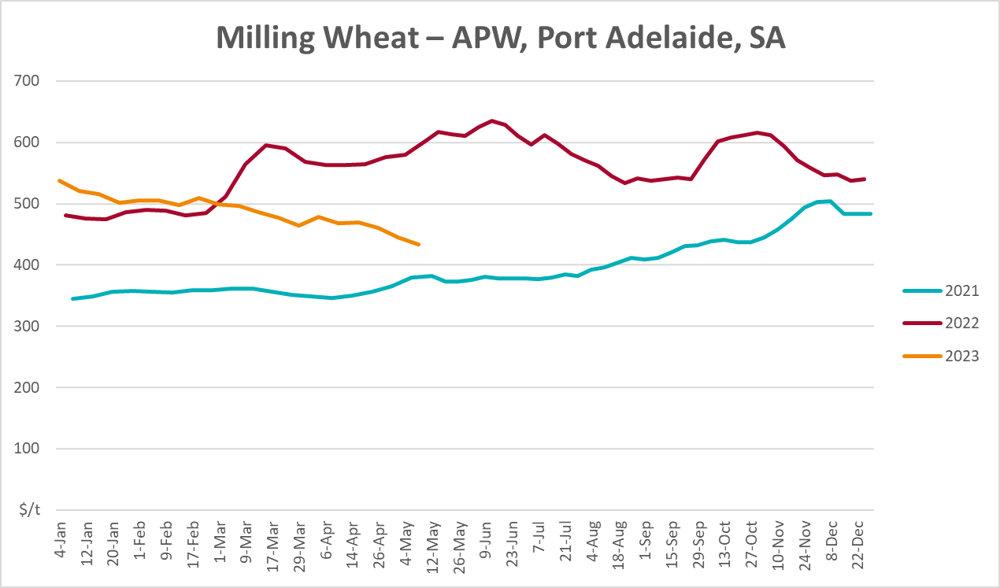 Milling Wheat – APW, Port Adelaide, SA
700
600
500
400
300
200
100
$/t
4-Jan
12-Jan
20-Jan
1-Feb
9-Feb
17-Feb
1-Mar
9-Mar
17-Mar
29-Mar
6-Apr
14-Apr
26-Apr
4-May
12-May
26-May
9-Jun
23-Jun
7-Jul
21-Jul
4-Aug
18-Aug
1-Sep
15-Sep
29-Sep
13-Oct
27-Oct
10-Nov
24-Nov
8-Dec
22-Dec
2021
2022
2023